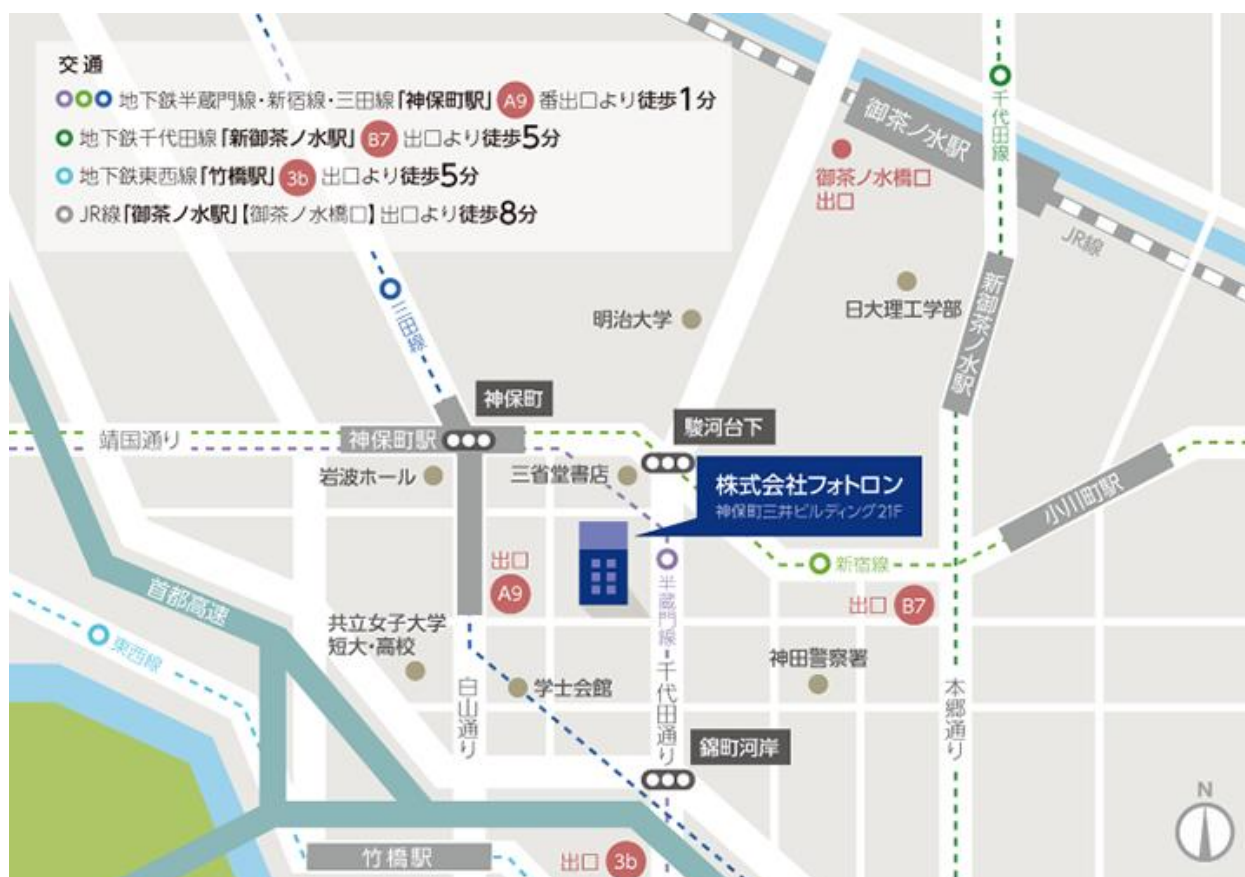 交通
地下鉄半蔵門線・新宿線・三田線「神保町駅」 A9 番出口より徒歩1分
地下鉄千代田線「新御茶ノ水駅」 B7 出口より徒歩5分
地下鉄東西線「竹橋駅」 3b 出口より徒歩5分
JR線「御茶ノ水駅」【御茶ノ水橋口】出口より徒歩8分
千代田線
御茶ノ水駅
御茶ノ水橋口
出口
JR線
新御茶ノ水駅
日大理工学部
明治大学
三田線
神保町
駿河台下
靖国通り
神保町駅
岩波ホール
三省堂書店
株式会社フォトロン
神保町三井ビルディング21F
小川町駅
新宿線
出口
A9
半蔵門線
出口 B7
首都高速
東西線
共立女子大学
短大・高校
学士会館
神田警察署
白山通り
千代田通り
本郷通り
錦町河岸
竹橋駅
出口 3b
N